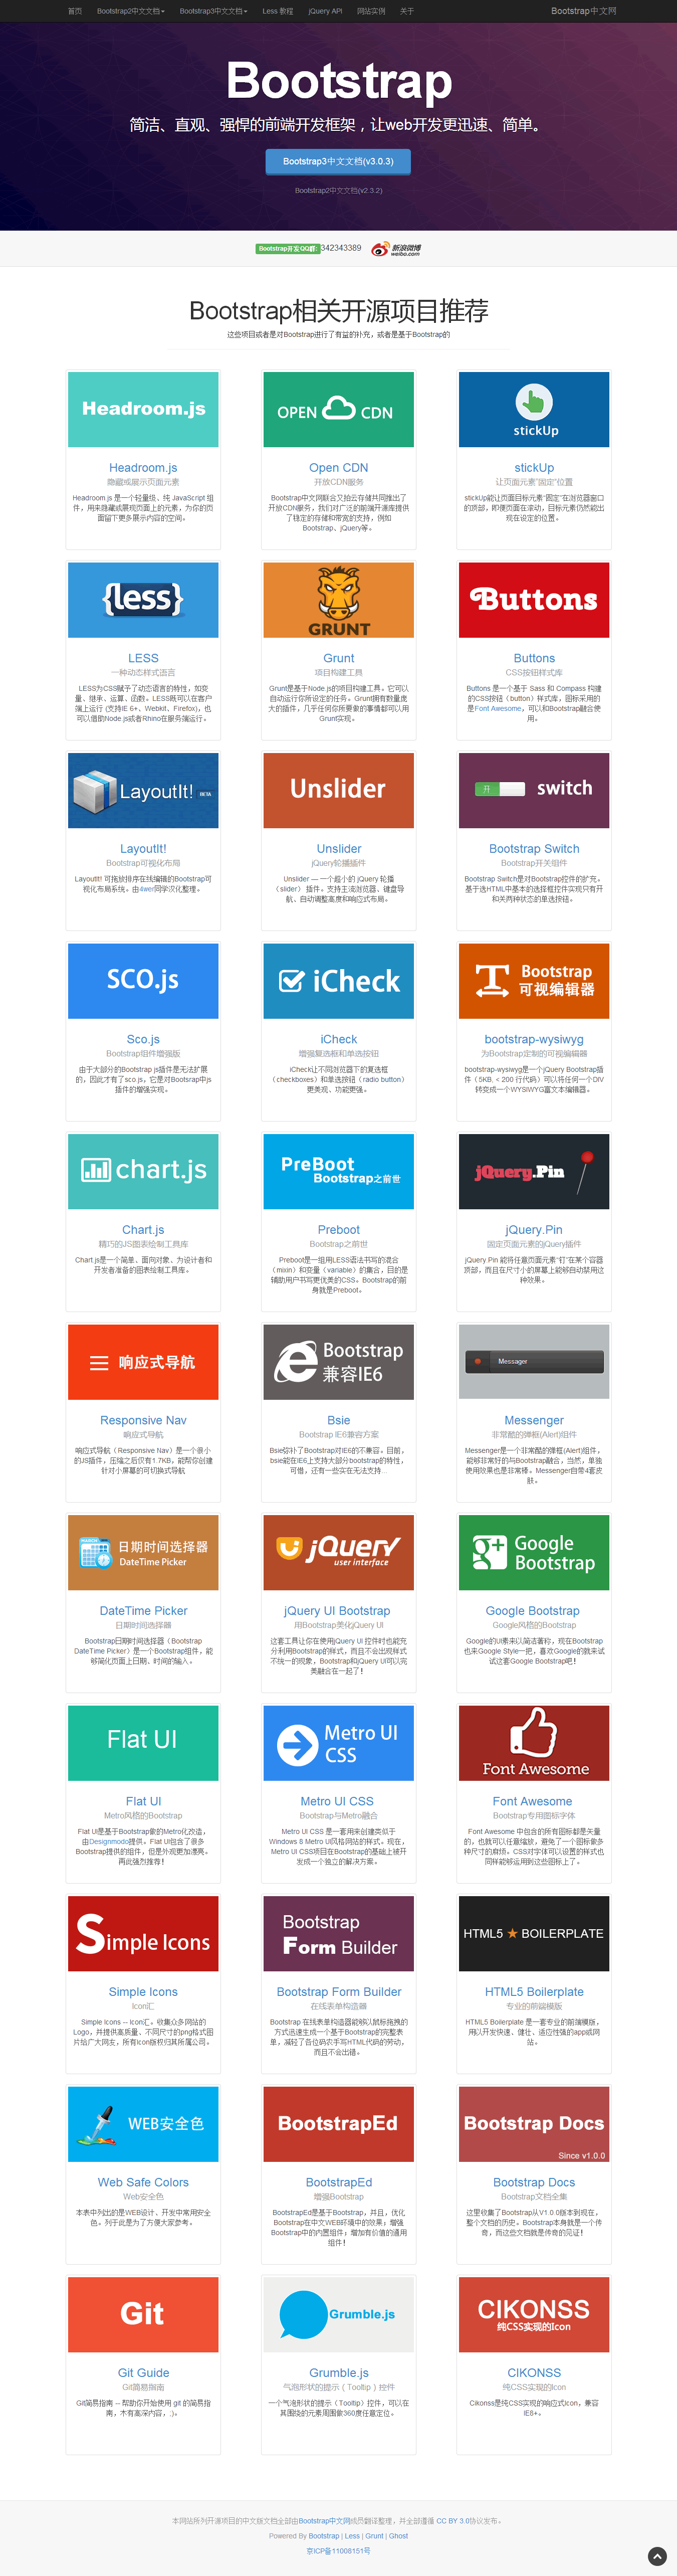 首页 Bootstrap2中文文档 Bootstrap3中文文档 Less 教程 jQuery API 网站实例 关于 Bootstrap中文网
Bootstrap
简洁、直观、强悍的前端开发框架，让web开发更迅速、简单。
Bootstrap3中文文档(v3.0.3)
Bootstrap2中文文档(v2.3.2)
Bootstrap开发QQ群: 342343389 新浪微博 weibo.com
Bootstrap相关开源项目推荐
这些项目或者是对Bootstrap进行了有益的补充，或者是基于Bootstrap的
Headroom.js
Headroom.js
隐藏或展示页面元素
Headroom.js 是一个轻量级、纯 JavaScript 组
件，用来隐藏或展现页面上的元素，为你的页
面留下更多展示内容的空间。
OPEN CDN
Open CDN
开放CDN服务
Bootstrap中文网联合又拍云存储共同推出了
开放CDN服务，我们对广泛的前端开源库提供
了稳定的存储和带宽的支持，例如
Bootstrap、jQuery等。
stickUp
stickUp
让页面元素“固定”位置
stickUp能让页面目标元素“固定”在浏览器窗口
的顶部，即便页面在滚动，目标元素仍然能出
现在设定的位置。
{less}
LESS
一种动态样式语言
LESS为CSS赋予了动态语言的特性，如变
量、继承、运算、函数。LESS既可以在客户
端上运行 (支持IE 6+、Webkit、Firefox)，也
可以借助Node.js或者Rhino在服务端运行。
GRUNT
Grunt
项目构建工具
Grunt是基于Node.js的项目构建工具。它可以
自动运行你所设定的任务。Grunt拥有数量庞
大的插件，几乎任何你所要做的事情都可以用
Grunt实现。
Buttons
Buttons
CSS按钮样式库
Buttons 是一个基于 Sass 和 Compass 构建
的CSS按钮（button）样式库，图标采用的
是Font Awesome，可以和Bootstrap融合使
用。
LayoutIt! BETA
LayoutIt!
Bootstrap可视化布局
LayoutIt! 可拖放排序在线编辑的Bootstrap可
视化布局系统。由4wer同学汉化整理。
Unslider
Unslider
jQuery轮播插件
Unslider — 一个超小的 jQuery 轮播
（slider） 插件。支持主流浏览器、键盘导
航、自动调整高度和响应式布局。
开 switch
Bootstrap Switch
Bootstrap开关组件
Bootstrap Switch是对Bootstrap控件的扩充。
基于选HTML中基本的选择框控件实现只有开
和关两种状态的单选按钮。
SCO.js
Sco.js
Bootstrap组件增强版
由于大部分的Bootstrap js插件是无法扩展
的，因此才有了sco.js，它是对Bootsrap中js
插件的增强实现。
iCheck
iCheck
增强复选框和单选按钮
iCheck让不同浏览器下的复选框
（checkboxes）和单选按钮（radio button）
更美观、功能更强。
Bootstrap
可视编辑器
bootstrap-wysiwyg
为Bootstrap定制的可视编辑器
bootstrap-wysiwyg是一个jQuery Bootstrap插
件（5KB, < 200 行代码）可以将任何一个DIV
转变成一个WYSIWYG富文本编辑器。
chart.js
Chart.js
精巧的JS图表绘制工具库
Chart.js是一个简单、面向对象、为设计者和
开发者准备的图表绘制工具库。
PreBoot
Bootstrap之前世
Preboot
Bootstrap之前世
Preboot是一组用LESS语法书写的混合
（mixin）和变量（variable）的集合，目的是
辅助用户书写更优美的CSS。Bootstrap的前
身就是Preboot。
jQuery.Pin
jQuery.Pin
固定页面元素的jQuery插件
jQuery.Pin 能将任意页面元素“钉”在某个容器
顶部，而且在尺寸小的屏幕上能够自动禁用这
种效果。
响应式导航
Responsive Nav
响应式导航
响应式导航（Responsive Nav）是一个很小
的JS插件，压缩之后仅有1.7KB，能帮你创建
针对小屏幕的可切换式导航
Bootstrap
兼容IE6
Bsie
Bootstrap IE6兼容方案
Bsie弥补了Bootstrap对IE6的不兼容。目前，
bsie能在IE6上支持大部分bootstrap的特性，
可惜，还有一些实在无法支持...
Messager
Messenger
非常酷的弹框(Alert)组件
Messenger是一个非常酷的弹框(Alert)组件，
能够非常好的与Bootstrap融合，当然，单独
使用效果也是非常棒。Messenger自带4套皮
肤。
日期时间选择器
DateTime Picker
DateTime Picker
日期时间选择器
Bootstrap日期时间选择器（Bootstrap
DateTime Picker）是一个Bootstrap组件，能
够简化页面上日期、时间的输入。
jQuery
user interface
jQuery UI Bootstrap
用Bootstrap美化jQuery UI
这套工具让你在使用jQuery UI 控件时也能充
分利用Bootstrap的样式，而且不会出现样式
不统一的现象，Bootstrap和jQuery UI可以完
美融合在一起了！
Google
Bootstrap
Google Bootstrap
Google风格的Bootstrap
Google的UI素来以简洁著称，现在Bootstrap
也来Google Style一把，喜欢Google的就来试
试这套Google Bootstrap吧！
Flat UI
Flat UI
Metro风格的Bootstrap
Flat UI是基于Bootstrap做的Metro化改造，
由Designmodo提供。Flat UI包含了很多
Bootstrap提供的组件，但是外观更加漂亮。
再此强烈推荐！
Metro UI
CSS
Metro UI CSS
Bootstrap与Metro融合
Metro UI CSS 是一套用来创建类似于
Windows 8 Metro UI风格网站的样式。现在，
Metro UI CSS项目在Bootstrap的基础上被开
发成一个独立的解决方案。
Font Awesome
Font Awesome
Bootstrap专用图标字体
Font Awesome 中包含的所有图标都是矢量
的，也就可以任意缩放，避免了一个图标做多
种尺寸的麻烦。CSS对字体可以设置的样式也
同样能够运用到这些图标上了。
Simple Icons
Simple Icons
Icon汇
Simple Icons -- Icon汇。收集众多网站的
Logo，并提供高质量、不同尺寸的png格式图
片给广大网友，所有Icon版权归其所属公司。
Bootstrap
Form Builder
Bootstrap Form Builder
在线表单构造器
Bootstrap 在线表单构造器能够以鼠标拖拽的
方式迅速生成一个基于Bootstrap的完整表
单，减轻了各位码农手写HTML代码的劳动，
而且不会出错。
HTML5 ★ BOILERPLATE
HTML5 Boilerplate
专业的前端模版
HTML5 Boilerplate 是一套专业的前端模版，
用以开发快速、健壮、适应性强的app或网
站。
WEB安全色
Web Safe Colors
Web安全色
本表中列出的是WEB设计、开发中常用安全
色。列于此是为了方便大家参考。
BootstrapEd
BootstrapEd
增强Bootstrap
BootstrapEd是基于Bootstrap，并且，优化
Bootstrap在中文WEB环境中的效果；增强
Bootstrap中的内置组件；增加有价值的通用
组件！
Bootstrap Docs
Since v1.0.0
Bootstrap Docs
Bootstrap文档全集
这里收集了Bootstrap从V1.0.0版本到现在，
整个文档的历史。Bootstrap本身就是一个传
奇，而这些文档就是传奇的见证！
Git
Git Guide
Git简易指南
Git简易指南 -- 帮助你开始使用 git 的简易指
南，木有高深内容，;)。
Grumble.js
Grumble.js
气泡形状的提示（Tooltip）控件
一个气泡形状的提示（Tooltip）控件，可以在
其围绕的元素周围做360度任意定位。
CIKONSS
纯CSS实现的Icon
CIKONSS
纯CSS实现的Icon
Cikonss是纯CSS实现的响应式Icon，兼容
IE8+。
本网站所列开源项目的中文版文档全部由Bootstrap中文网成员翻译整理，并全部遵循 CC BY 3.0协议发布。
Powered By Bootstrap | Less | Grunt | Ghost
京ICP备11008151号